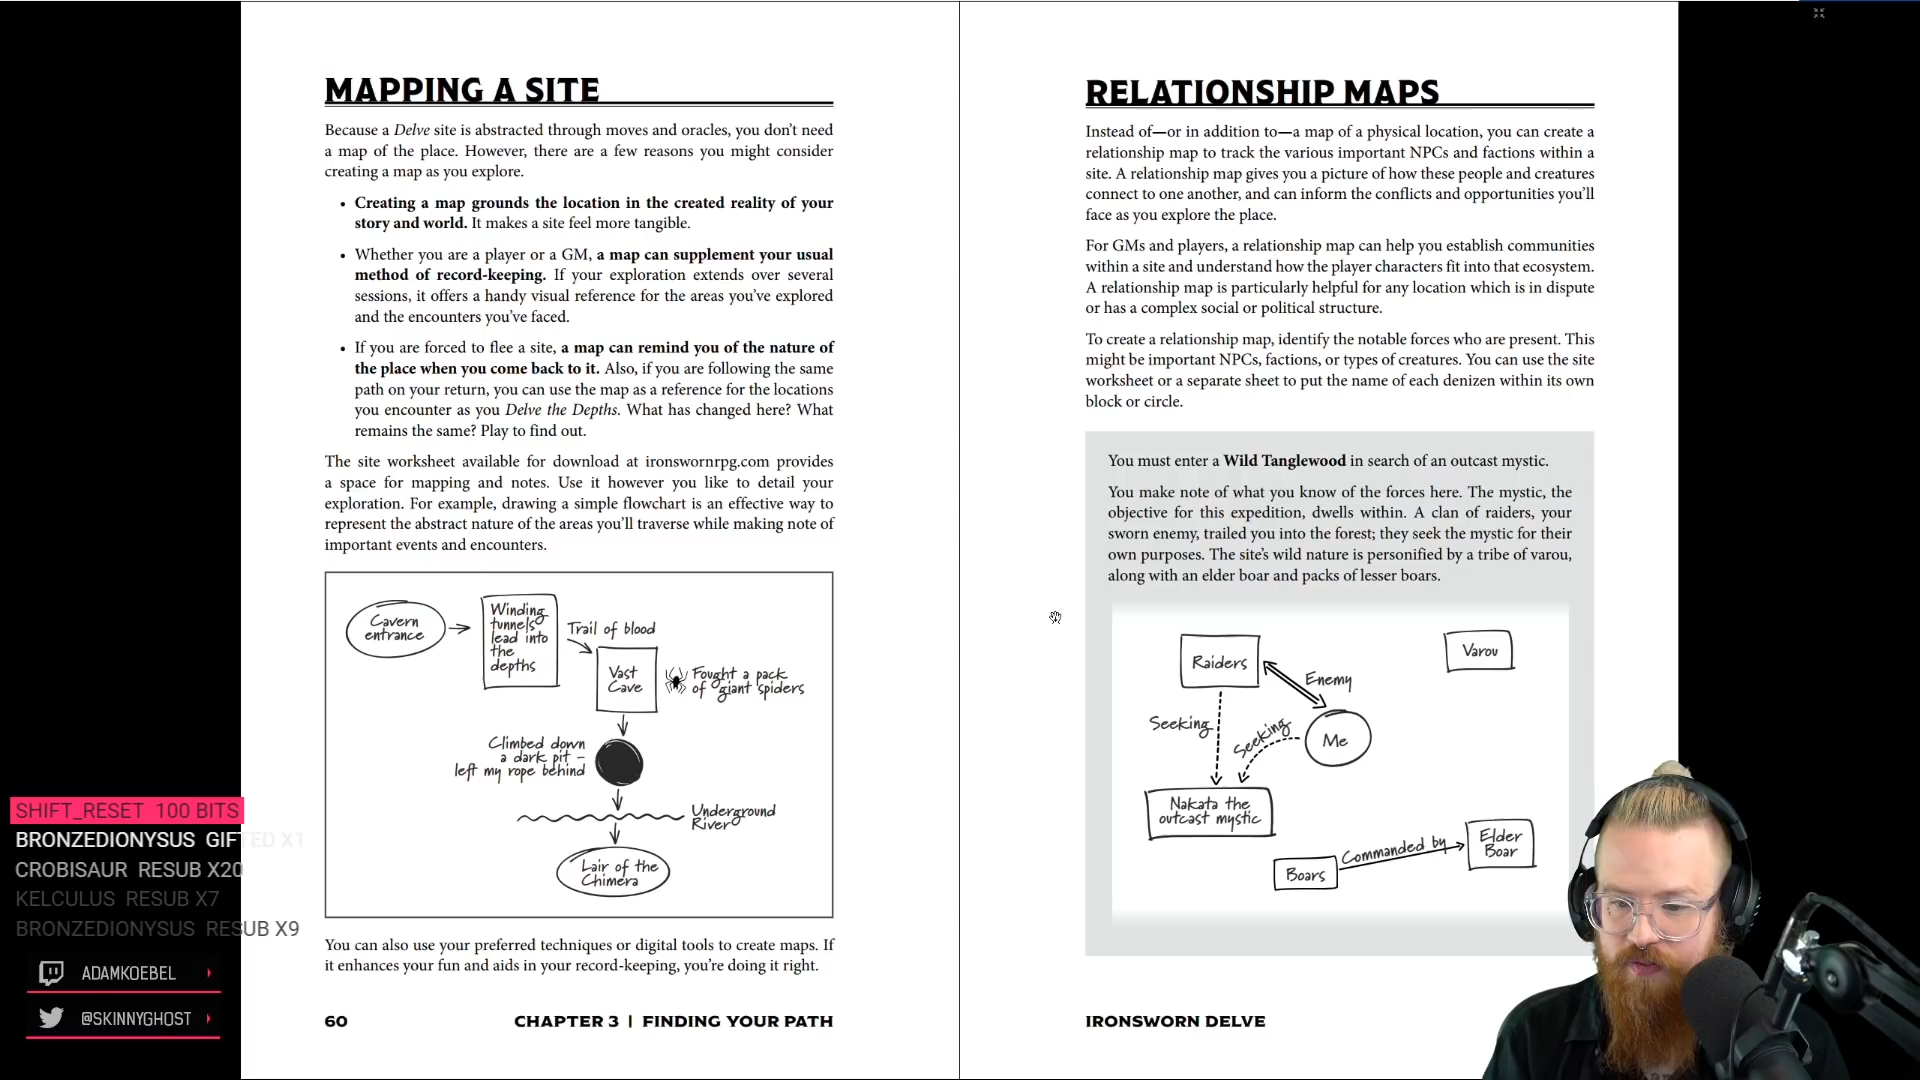 MAPPING A SITE
Because a Delve site is abstracted through moves and oracles, you don't need
a map of the place. However, there are a few reasons you might consider
creating a map as you explore.
• Creating a map grounds the location in the created reality of your
story and world. It makes a site feel more tangible.
• Whether you are a player or a GM, a map can supplement your usual
method of record-keeping. If your exploration extends over several
sessions, it offers a handy visual reference for the areas you've explored
and the encounters you've faced.
• If you are forced to flee a site, a map can remind you of the nature of
the place when you come back to it. Also, if you are following the same
path on your return, you can use the map as a reference for the locations
you encounter as you Delve the Depths. What has changed here? What
remains the same? Play to find out.
The site worksheet available for download at ironswornrpg.com provides
a space for mapping and notes. Use it however you like to detail your
exploration. For example, drawing a simple flowchart is an effective way to
represent the abstract nature of the areas you'll traverse while making note of
important events and encounters.
Cavern
entrance
Winding
tunnels
lead into
the
depths
Trail of blood
Vast
Cave
Fought a pack
of giant spiders
Climbed down
a dark pit –
left my rope behind
Underground
River
Lair of the
Chimera
You can also use your preferred techniques or digital tools to create maps. If
it enhances your fun and aids in your record-keeping, you're doing it right.
60
CHAPTER 3 | FINDING YOUR PATH
RELATIONSHIP MAPS
Instead of—or in addition to—a map of a physical location, you can create a
relationship map to track the various important NPCs and factions within a
site. A relationship map gives you a picture of how these people and creatures
connect to one another, and can inform the conflicts and opportunities you'll
face as you explore the place.
For GMs and players, a relationship map can help you establish communities
within a site and understand how the player characters fit into that ecosystem.
A relationship map is particularly helpful for any location which is in dispute
or has a complex social or political structure.
To create a relationship map, identify the notable forces who are present. This
might be important NPCs, factions, or types of creatures. You can use the site
worksheet or a separate sheet to put the name of each denizen within its own
block or circle.
You must enter a Wild Tanglewood in search of an outcast mystic.
You make note of what you know of the forces here. The mystic, the
objective for this expedition, dwells within. A clan of raiders, your
sworn enemy, trailed you into the forest; they seek the mystic for their
own purposes. The site's wild nature is personified by a tribe of varou,
along with an elder boar and packs of lesser boars.
Raiders
Varou
Enemy
Seeking
Seeking
Me
Nakata the
outcast mystic
Elder
Boar
Commanded by
Boars
IRONSWORN DELVE
SHIFT_RESET 100 BITS
BRONZEDIONYSUS GIFTED X1
CROBISAUR RESUB X20
KELCULUS RESUB X7
BRONZEDIONYSUS RESUB X9
ADAMKOEBEL
@SKINNYGHOST